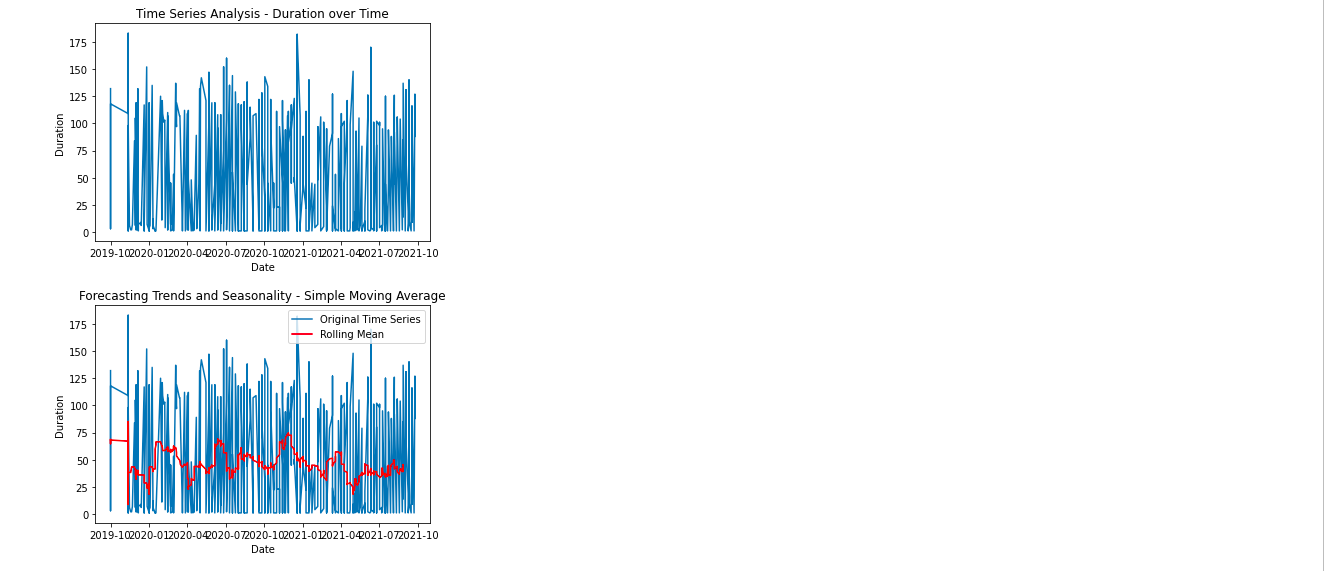 Time Series Analysis - Duration over Time
175
150
125
100
75
50
25
0
Duration
2019-10 2020-01 2020-04 2020-07 2020-10 2021-01 2021-04 2021-07 2021-10
Date
Forecasting Trends and Seasonality - Simple Moving Average
Original Time Series
Rolling Mean
175
150
125
100
75
50
25
0
Duration
2019-10 2020-01 2020-04 2020-07 2020-10 2021-01 2021-04 2021-07 2021-10
Date